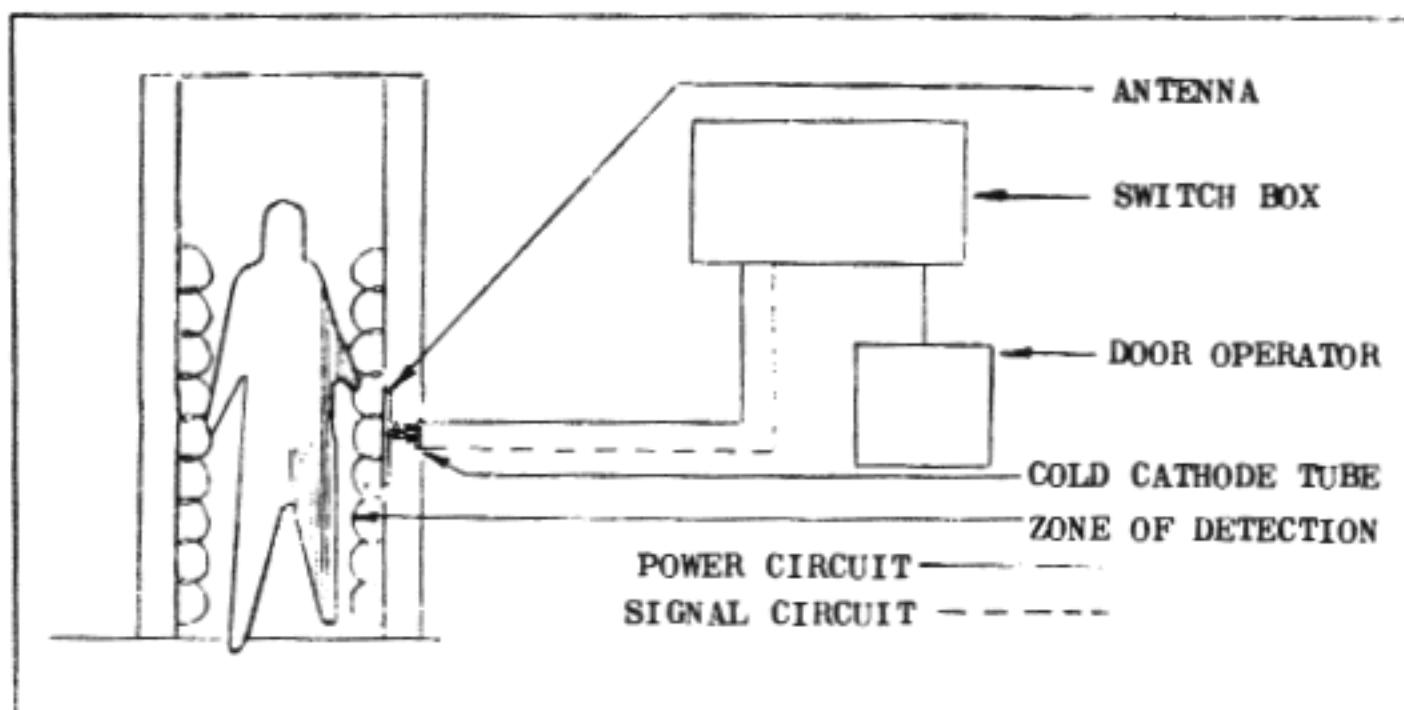 ANTENNA
SWITCH BOX
DOOR OPERATOR
COLD CATHODE TUBE
ZONE OF DETECTION
POWER CIRCUIT
SIGNAL CIRCUIT